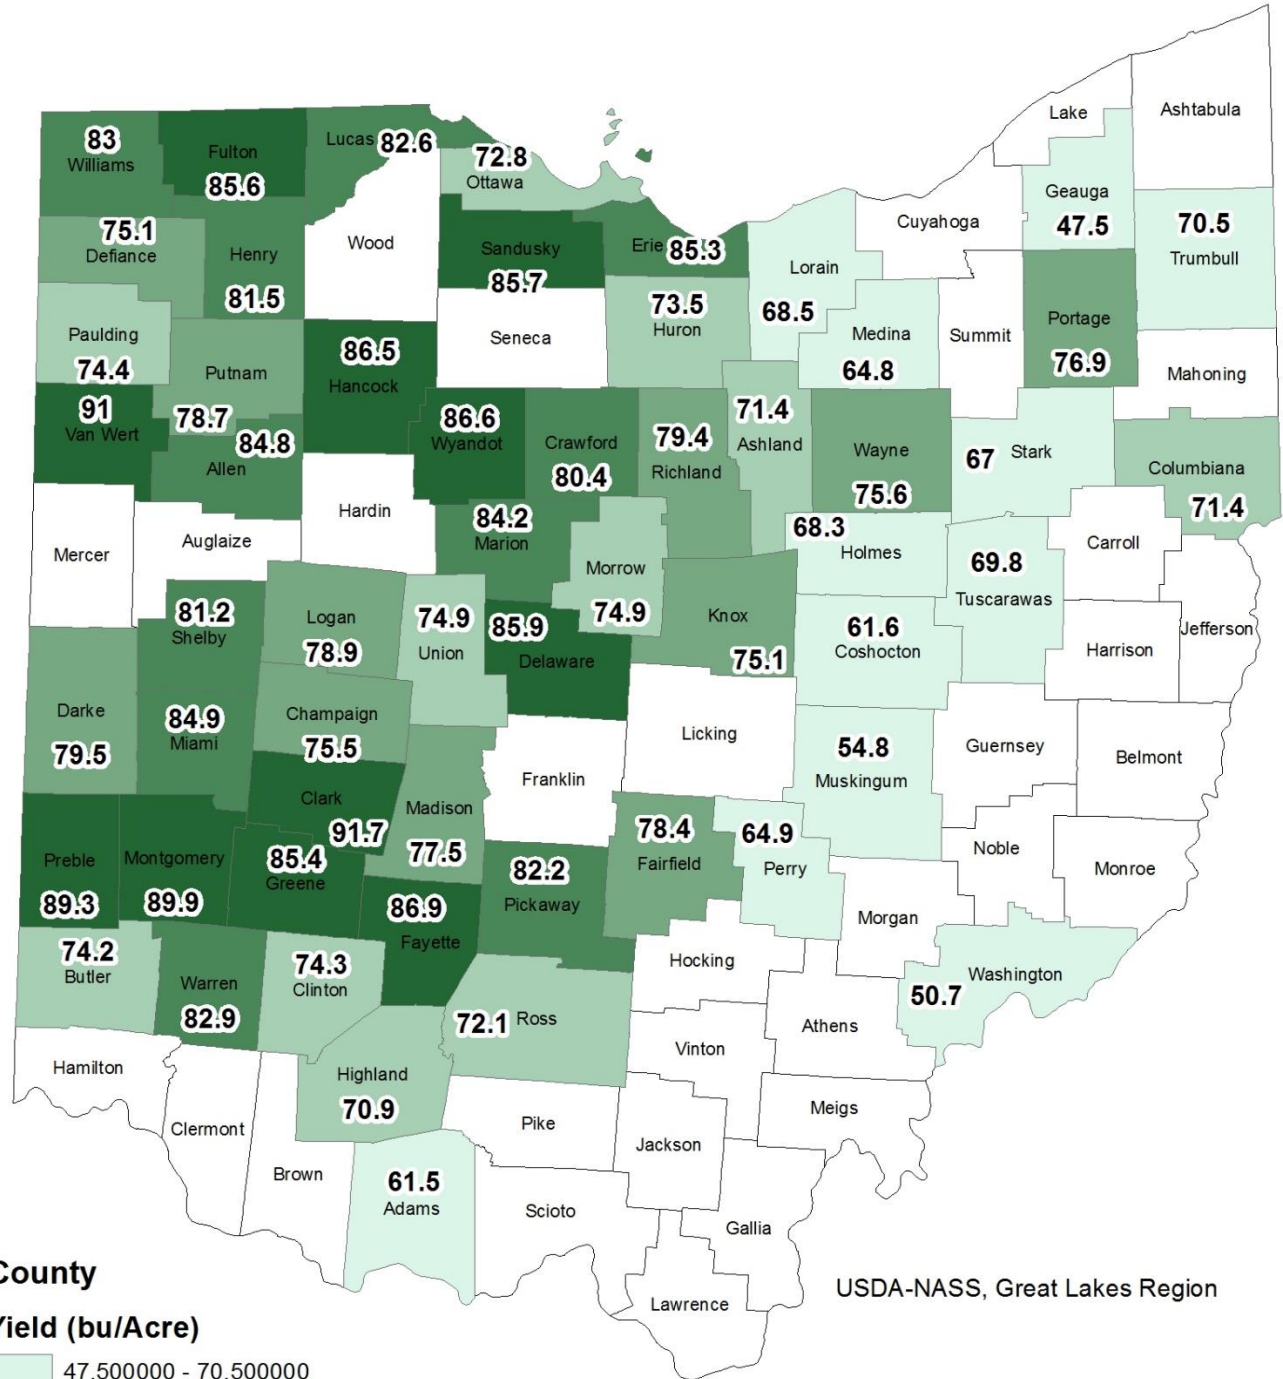 Lake
Ashtabula
83
Williams
Fulton
85.6
Lucas 82.6
72.8
Ottawa
Geauga
47.5
70.5
Trumbull
Cuyahoga
75.1
Defiance
Henry
81.5
Wood
Sandusky
85.7
Erie 85.3
Lorain
68.5
Paulding
74.4
Putnam
78.7
86.5
Hancock
Seneca
73.5
Huron
Medina
64.8
Summit
Portage
76.9
Mahoning
91
Van Wert
84.8
Allen
86.6
Wyandot
Crawford
80.4
79.4
Richland
71.4
Ashland
Wayne
75.6
67 Stark
Columbiana
71.4
Mercer
Auglaize
Hardin
84.2
Marion
Morrow
74.9
68.3
Holmes
69.8
Tuscarawas
Carroll
81.2
Shelby
Logan
78.9
74.9
Union
85.9
Delaware
Knox
75.1
61.6
Coshocton
Harrison
Jefferson
Darke
79.5
84.9
Miami
Champaign
75.5
Licking
54.8
Muskingum
Guernsey
Belmont
Clark
91.7
Madison
77.5
Franklin
Preble
89.3
Montgomery
89.9
85.4
Greene
86.9
Fayette
82.2
Pickaway
78.4
Fairfield
64.9
Perry
Noble
Monroe
Morgan
74.2
Butler
Warren
82.9
74.3
Clinton
72.1 Ross
Hocking
Washington
50.7
Athens
Vinton
Hamilton
Highland
70.9
Clermont
Brown
Pike
Jackson
Meigs
61.5
Adams
Scioto
Gallia
Lawrence
County
Yield (bu/Acre)
47.500000 - 70.500000
USDA-NASS, Great Lakes Region